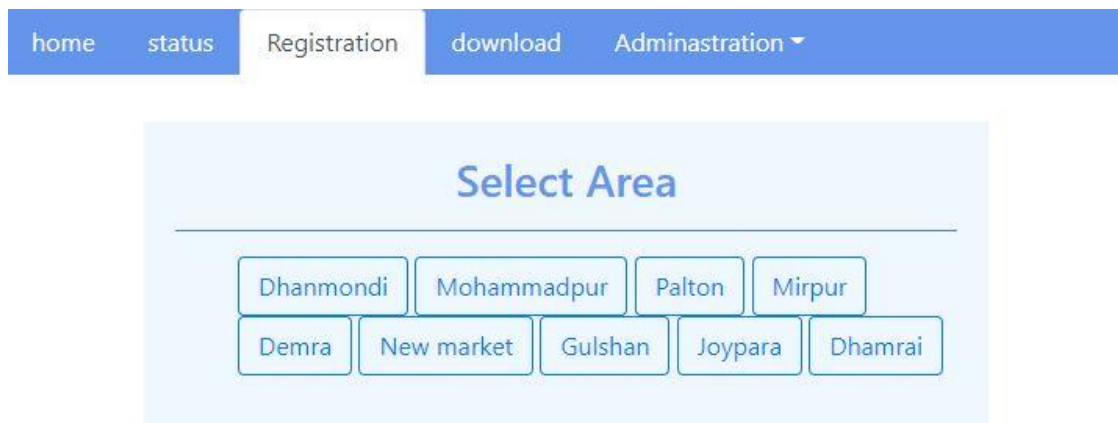 home status Registration download Adminastration
Select Area
Dhanmondi Mohammadpur Palton Mirpur
Demra New market Gulshan Joypara Dhamrai